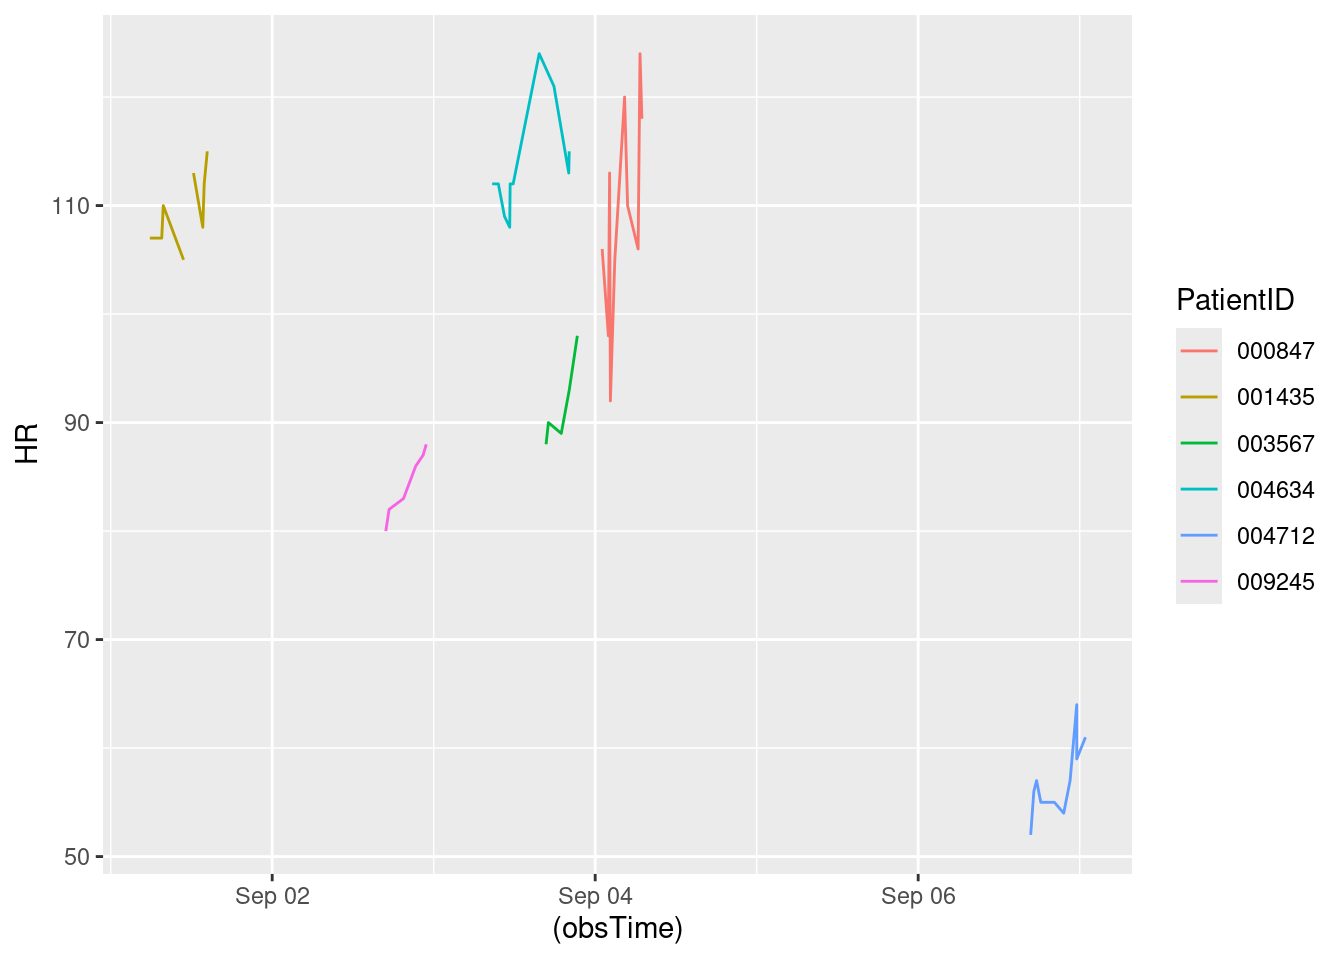 HR
110
90
70
50
Sep 02
Sep 04
Sep 06
(obsTime)
PatientID
000847
001435
003567
004634
004712
009245